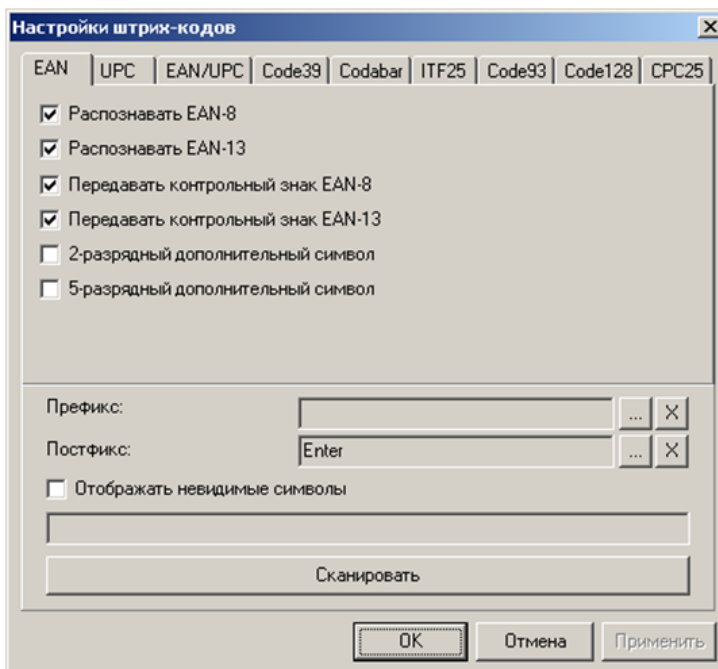 Настройки штрих-кодов
EAN UPC EAN/UPC Code39 Codabar ITF25 Code93 Code128 CPC25
Распознавать EAN-8
Распознавать EAN-13
Передавать контрольный знак EAN-8
Передавать контрольный знак EAN-13
2-разрядный дополнительный символ
5-разрядный дополнительный символ
Префикс: ... X
Постфикс: Enter ... X
Отображать невидимые символы
Сканировать
OK Отмена Применить